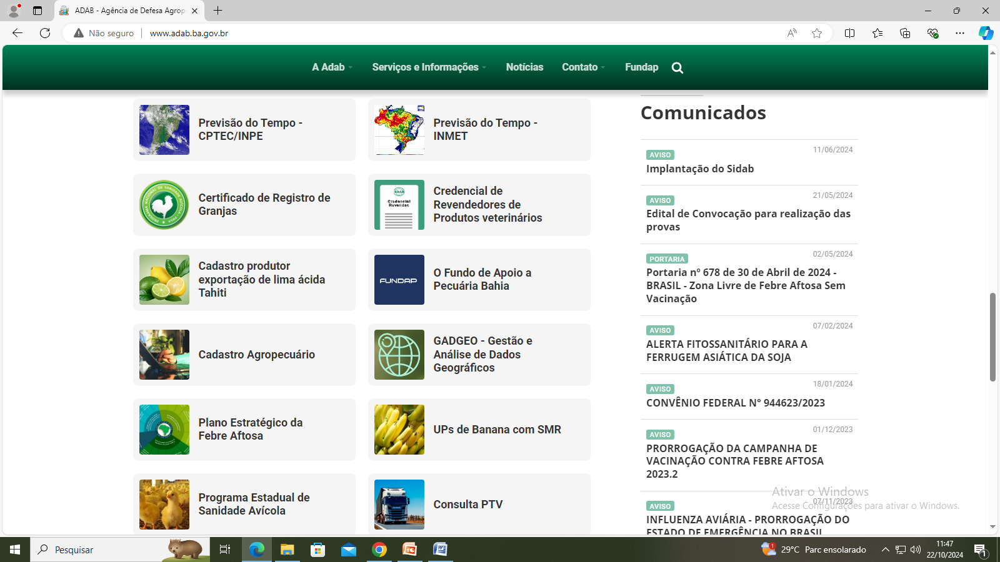 ADAB - Agência de Defesa Agrop
Não seguro
www.adab.ba.gov.br
A Adab
Serviços e Informações
Notícias
Contato
Fundap
Previsão do Tempo -
CPTEC/INPE
Previsão do Tempo -
INMET
Certificado de Registro de
Granjas
ADAB
Credencial
Revendas
Credencial de
Revendedores de
Produtos veterinários
Cadastro produtor
exportação de lima ácida
Tahiti
FUNDAP
O Fundo de Apoio a
Pecuária Bahia
Cadastro Agropecuário
GADGEO - Gestão e
Análise de Dados
Geográficos
Plano Estratégico da
Febre Aftosa
UPs de Banana com SMR
Programa Estadual de
Sanidade Avícola
Consulta PTV
Comunicados
11/06/2024
AVISO
Implantação do Sidab
21/05/2024
AVISO
Edital de Convocação para realização das
provas
02/05/2024
PORTARIA
Portaria nº 678 de 30 de Abril de 2024 -
BRASIL - Zona Livre de Febre Aftosa Sem
Vacinação
07/02/2024
AVISO
ALERTA FITOSSANITÁRIO PARA A
FERRUGEM ASIÁTICA DA SOJA
18/01/2024
AVISO
CONVÊNIO FEDERAL N° 944623/2023
01/12/2023
AVISO
PRORROGAÇÃO DA CAMPANHA DE
VACINAÇÃO CONTRA FEBRE AFTOSA
2023.2
07/11/2023
AVISO
INFLUENZA AVIÁRIA - PRORROGAÇÃO DO
ESTADO DE EMERGÊNCIA NO BRASIL
Ativar o Windows
Acesse Configurações para ativar o Windows.
Pesquisar
1
29°C Parc ensolarado
11:47
22/10/2024
1